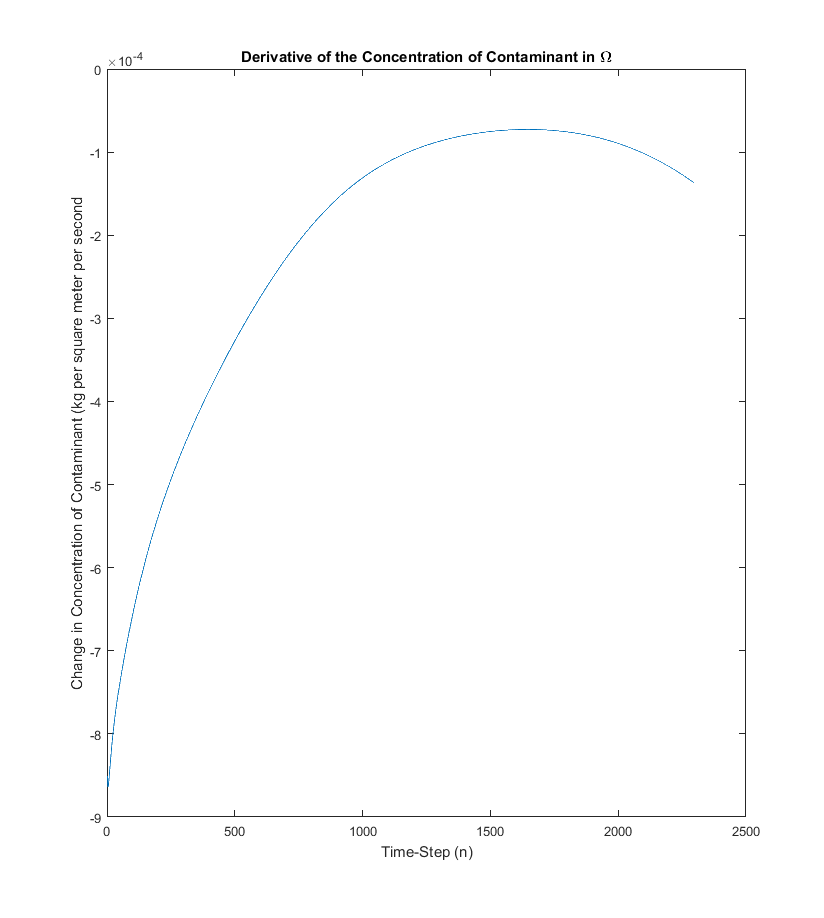 Derivative of the Concentration of Contaminant in Ω
×10-4
0
-1
-2
-3
-4
-5
-6
-7
-8
-9
Change in Concentration of Contaminant (kg per square meter per second
0 500 1000 1500 2000 2500
Time-Step (n)